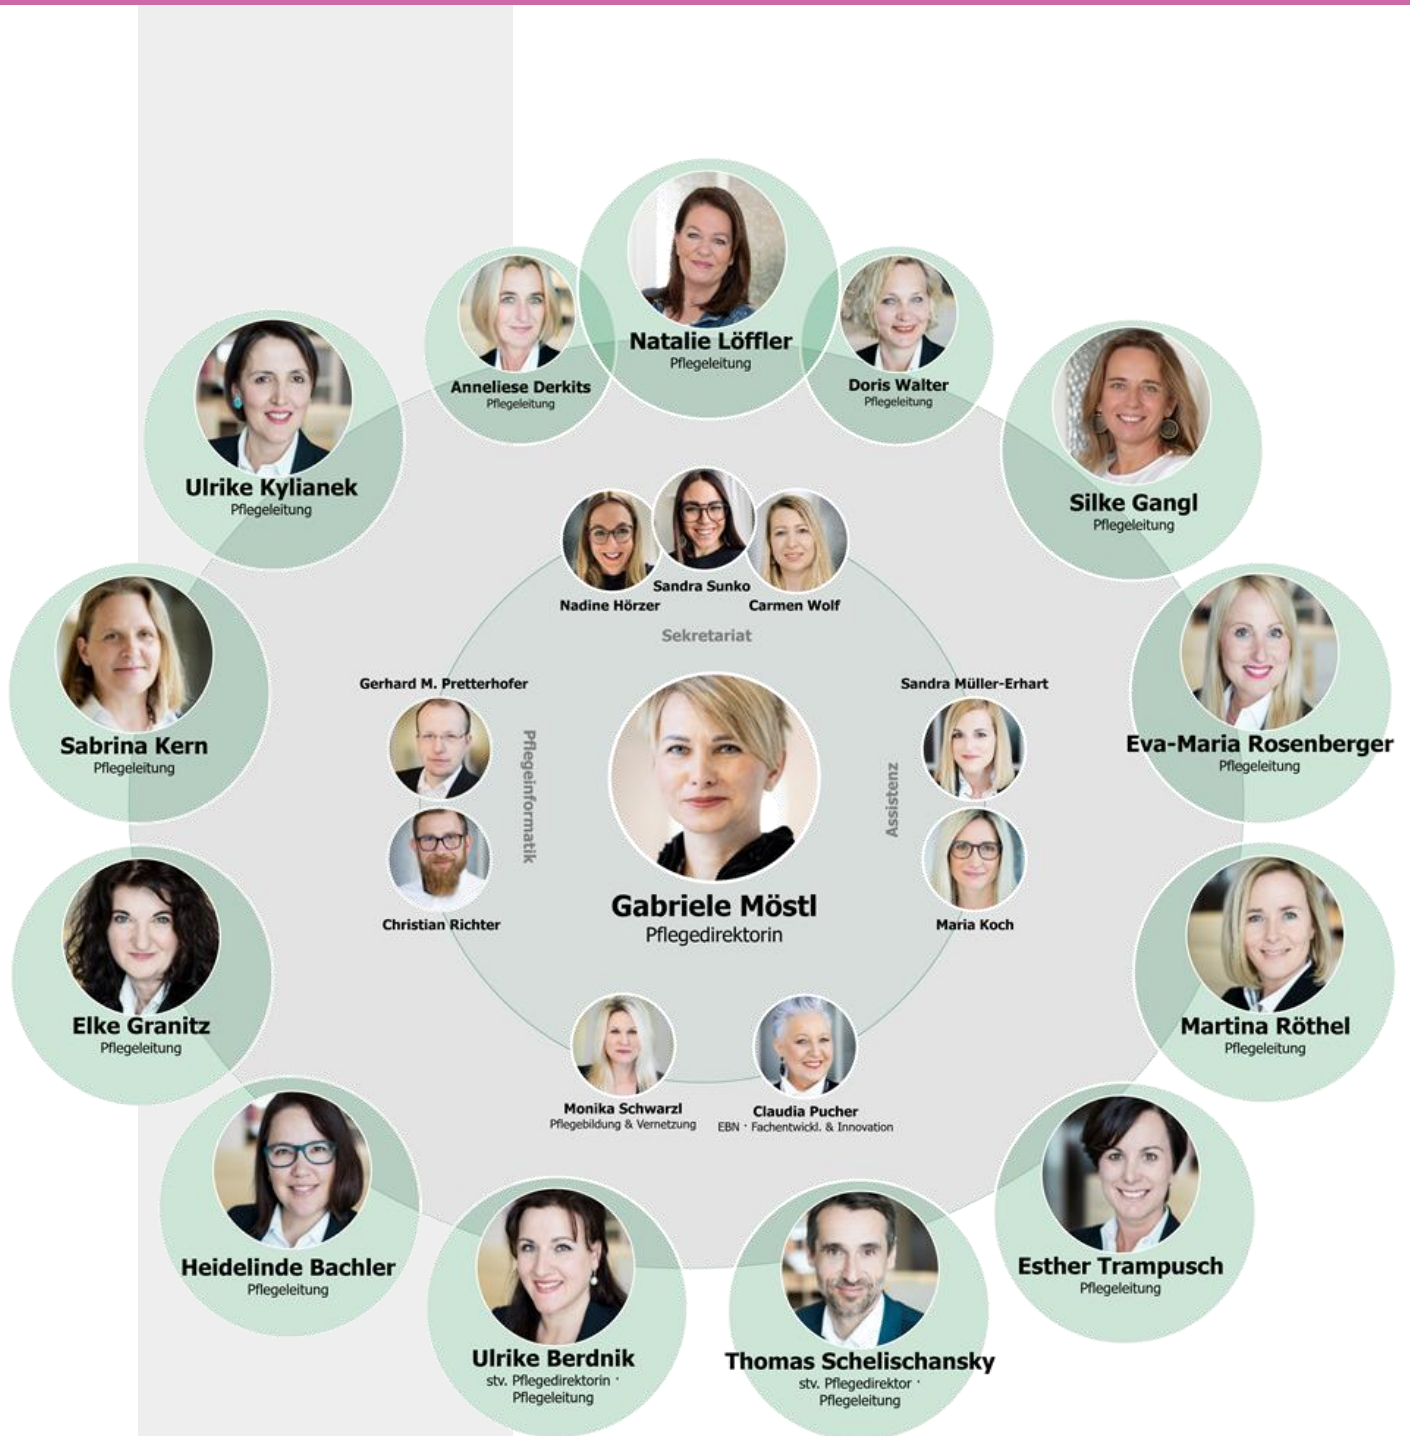 Natalie Löffler
Pflegeleitung
Anneliese Derkits
Pflegeleitung
Doris Walter
Pflegeleitung
Ulrike Kylianek
Pflegeleitung
Silke Gangl
Pflegeleitung
Sandra Sunko
Nadine Hörzer
Carmen Wolf
Sekretariat
Gerhard M. Pretterhofer
Sandra Müller-Erhart
Sabrina Kern
Pflegeleitung
Eva-Maria Rosenberger
Pflegeleitung
Pflegeinformatik
Assistenz
Gabriele Möstl
Pflegedirektorin
Christian Richter
Maria Koch
Elke Granitz
Pflegeleitung
Martina Röthel
Pflegeleitung
Monika Schwarzl
Pflegebildung & Vernetzung
Claudia Pucher
EBN · Fachentwickl. & Innovation
Heidelinde Bachler
Pflegeleitung
Esther Trampusch
Pflegeleitung
Ulrike Berdnik
stv. Pflegedirektorin ·
Pflegeleitung
Thomas Schelischansky
stv. Pflegedirektor ·
Pflegeleitung